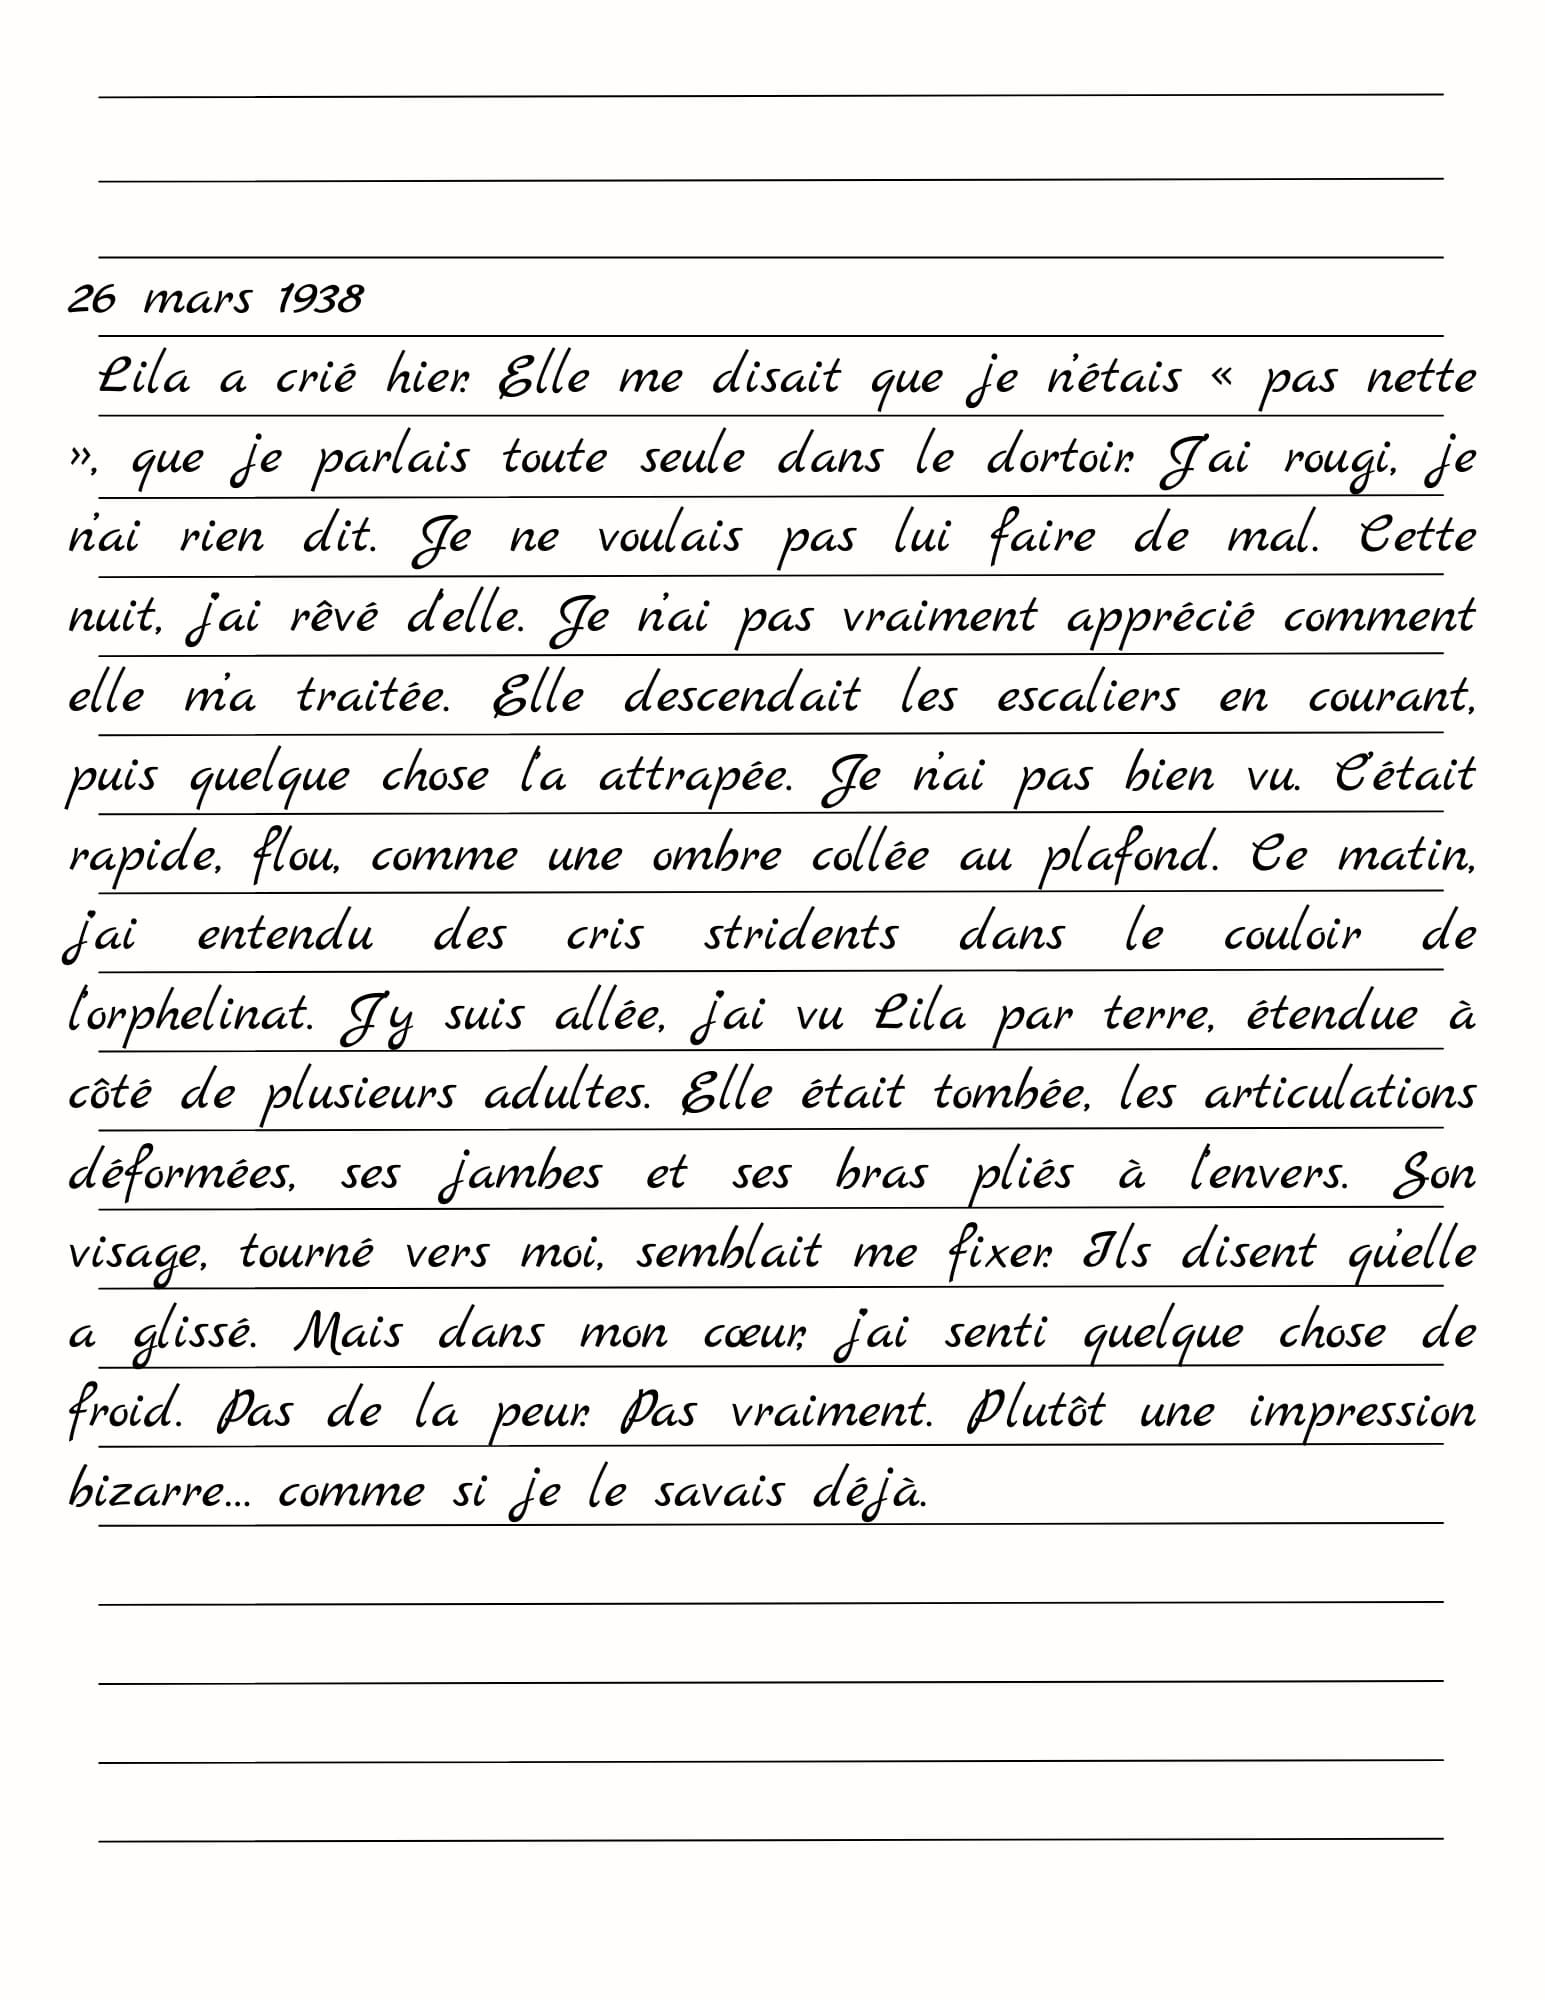 26 mars 1938
Lila a crié hier. Elle me disait que je n'étais « pas nette
», que je parlais toute seule dans le dortoir. J'ai rougi, je
n'ai rien dit. Je ne voulais pas lui faire de mal. Cette
nuit, j'ai rêvé d'elle. Je n'ai pas vraiment apprécié comment
elle m'a traitée. Elle descendait les escaliers en courant,
puis quelque chose l'a attrapée. Je n'ai pas bien vu. C'était
rapide, flou, comme une ombre collée au plafond. Ce matin,
j'ai entendu des cris stridents dans le couloir de
l'orphelinat. J'y suis allée, j'ai vu Lila par terre, étendue à
côté de plusieurs adultes. Elle était tombée, les articulations
déformées, ses jambes et ses bras pliés à l'envers. Son
visage, tourné vers moi, semblait me fixer. Ils disent qu'elle
a glissé. Mais dans mon cœur, j'ai senti quelque chose de
froid. Pas de la peur. Pas vraiment. Plutôt une impression
bizarre... comme si je le savais déjà.